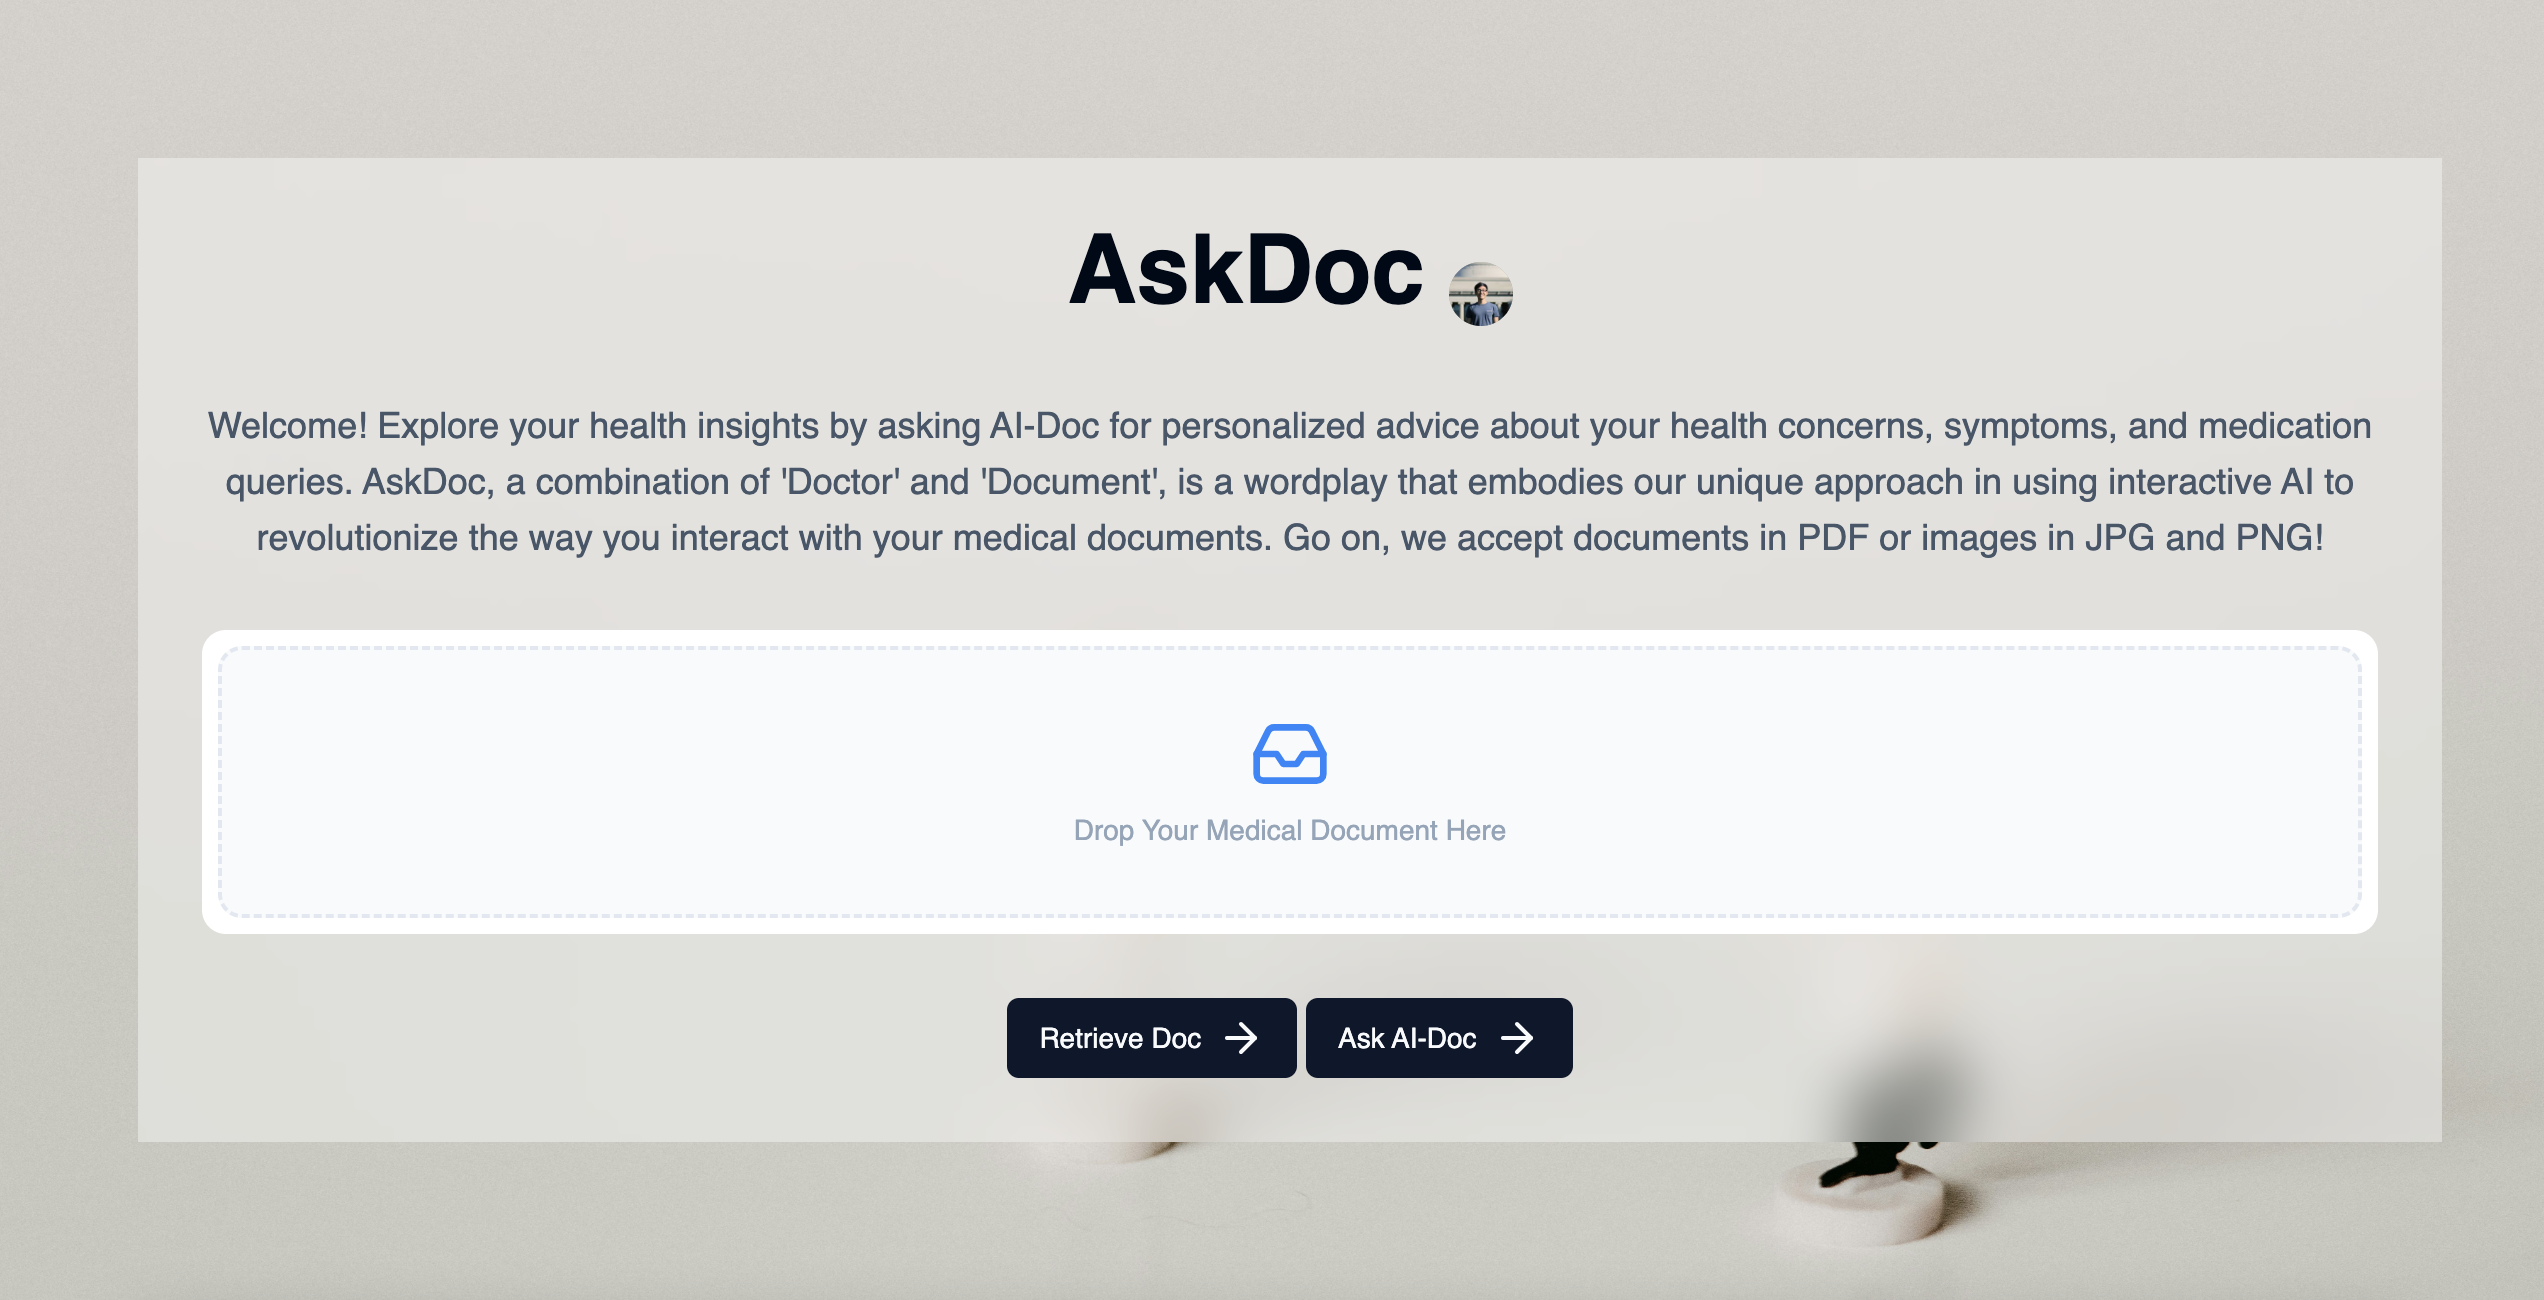 AskDoc
Welcome! Explore your health insights by asking AI-Doc for personalized advice about your health concerns, symptoms, and medication
queries. AskDoc, a combination of 'Doctor' and 'Document', is a wordplay that embodies our unique approach in using interactive AI to
revolutionize the way you interact with your medical documents. Go on, we accept documents in PDF or images in JPG and PNG!
Drop Your Medical Document Here
Retrieve Doc
Ask AI-Doc